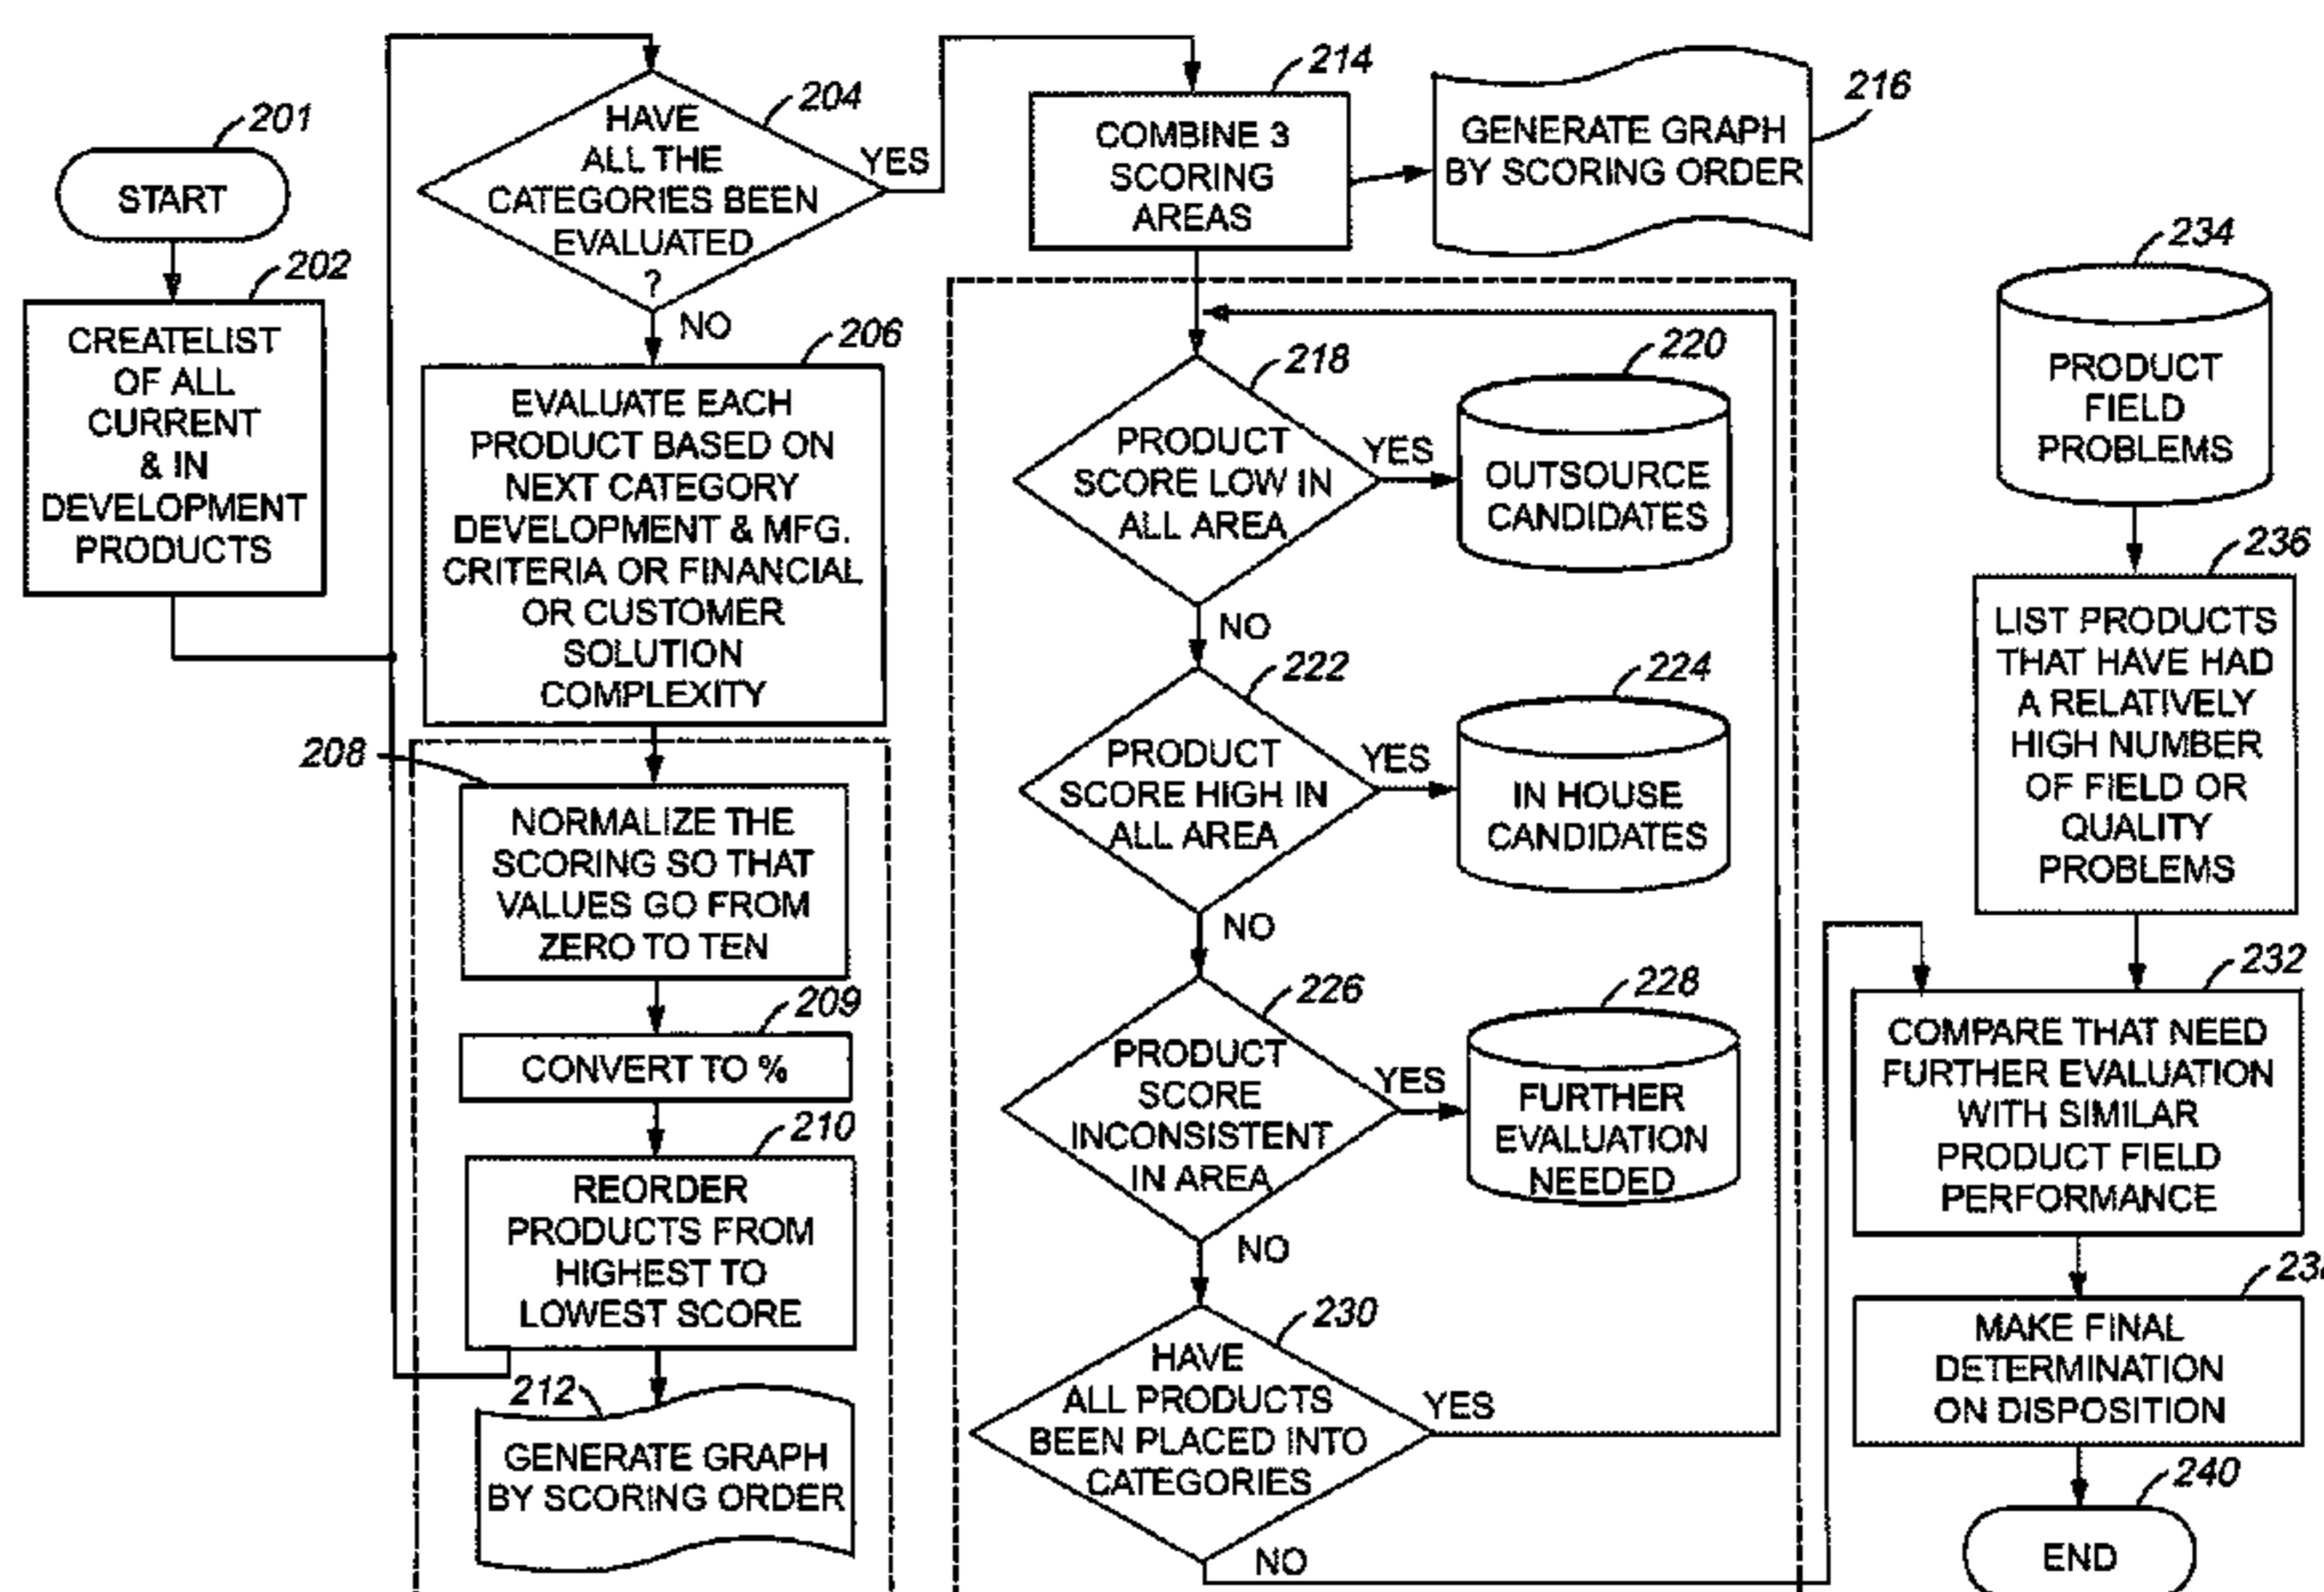 201
START
202
CREATELIST
OF ALL
CURRENT
& IN
DEVELOPMENT
PRODUCTS
204
HAVE
ALL THE
CATEGORIES BEEN
EVALUATED
?
YES
NO
206
EVALUATE EACH
PRODUCT BASED ON
NEXT CATEGORY
DEVELOPMENT & MFG.
CRITERIA OR FINANCIAL
OR CUSTOMER
SOLUTION
COMPLEXITY
208
NORMALIZE THE
SCORING SO THAT
VALUES GO FROM
ZERO TO TEN
209
CONVERT TO %
210
REORDER
PRODUCTS FROM
HIGHEST TO
LOWEST SCORE
212
GENERATE GRAPH
BY SCORING ORDER
214
COMBINE 3
SCORING
AREAS
216
GENERATE GRAPH
BY SCORING ORDER
218
PRODUCT
SCORE LOW IN
ALL AREA
YES
NO
220
OUTSOURCE
CANDIDATES
222
PRODUCT
SCORE HIGH IN
ALL AREA
YES
NO
224
IN HOUSE
CANDIDATES
226
PRODUCT
SCORE
INCONSISTENT
IN AREA
YES
NO
228
FURTHER
EVALUATION
NEEDED
230
HAVE
ALL PRODUCTS
BEEN PLACED INTO
CATEGORIES
YES
NO
234
PRODUCT
FIELD
PROBLEMS
236
LIST PRODUCTS
THAT HAVE HAD
A RELATIVELY
HIGH NUMBER
OF FIELD OR
QUALITY
PROBLEMS
232
COMPARE THAT NEED
FURTHER EVALUATION
WITH SIMILAR
PRODUCT FIELD
PERFORMANCE
MAKE FINAL
DETERMINATION
ON DISPOSITION
240
END